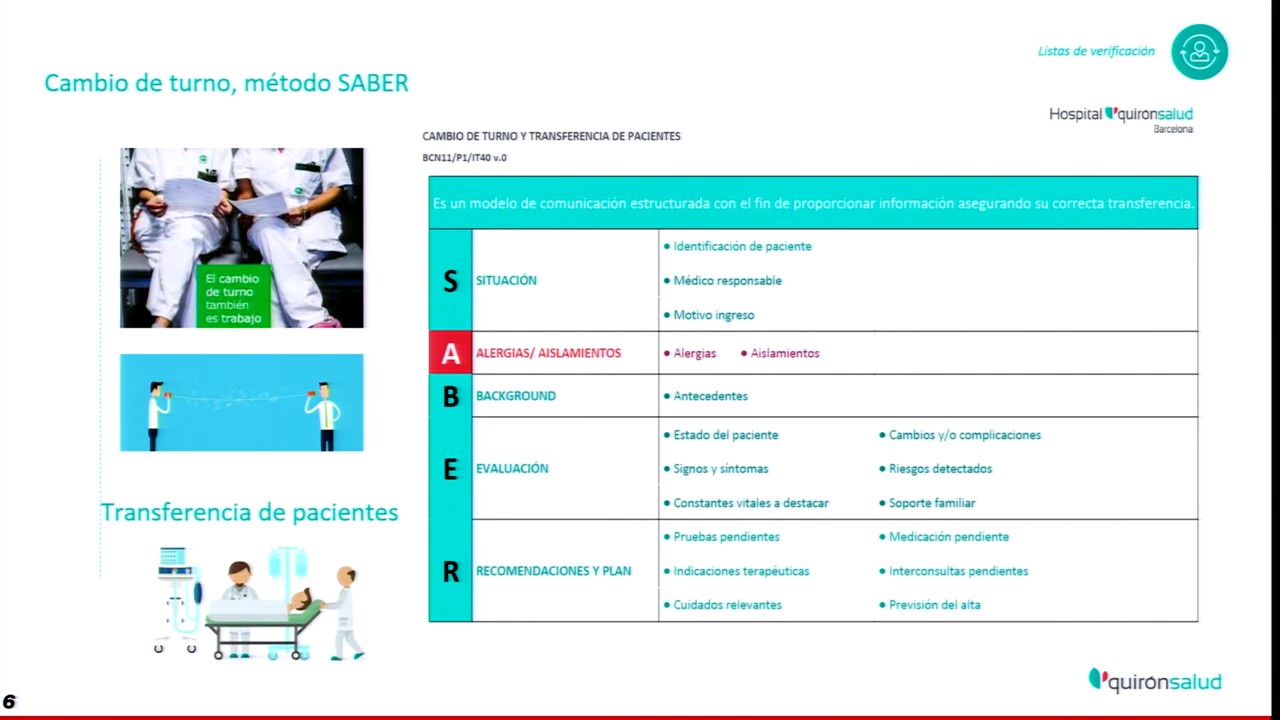 Listas de verificación
Cambio de turno, método SABER
Hospital quirónsalud
Barcelona
CAMBIO DE TURNO Y TRANSFERENCIA DE PACIENTES
BCN11/P1/IT40 v.0
Es un modelo de comunicación estructurada con el fin de proporcionar información asegurando su correcta transferencia.
S SITUACIÓN
• Identificación de paciente
• Médico responsable
• Motivo ingreso
A ALERGIAS/ AISLAMIENTOS
• Alergias • Aislamientos
B BACKGROUND
• Antecedentes
E EVALUACIÓN
• Estado del paciente • Cambios y/o complicaciones
• Signos y síntomas • Riesgos detectados
• Constantes vitales a destacar • Soporte familiar
R RECOMENDACIONES Y PLAN
• Pruebas pendientes • Medicación pendiente
• Indicaciones terapéuticas • Interconsultas pendientes
• Cuidados relevantes • Previsión del alta
El cambio
de turno
también
es trabajo
Transferencia de pacientes
quirónsalud
6